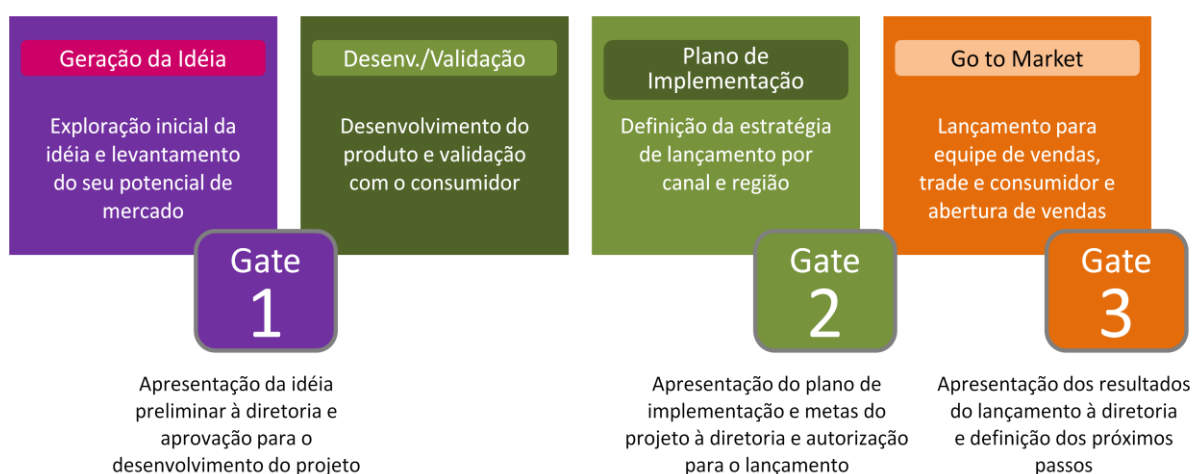 Geração da Idéia
Exploração inicial da
idéia e levantamento
do seu potencial de
mercado
Desenv./Validação
Desenvolvimento do
produto e validação
com o consumidor
Plano de
Implementação
Definição da estratégia
de lançamento por
canal e região
Go to Market
Lançamento para
equipe de vendas,
trade e consumidor e
abertura de vendas
Gate
1
Apresentação da idéia
preliminar à diretoria e
aprovação para o
desenvolvimento do projeto
Gate
2
Apresentação do plano de
implementação e metas do
projeto à diretoria e autorização
para o lançamento
Gate
3
Apresentação dos resultados
do lançamento à diretoria
e definição dos próximos
passos